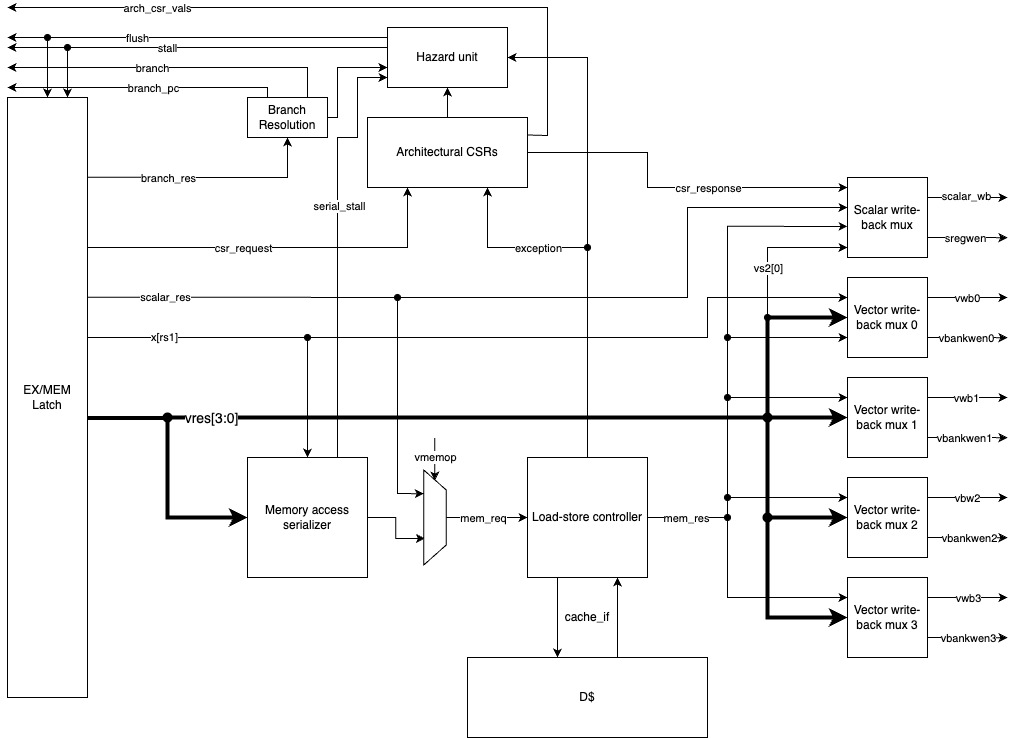 arch_csr_vals
flush
stall
Hazard unit
branch
branch_pc
Branch
Resolution
Architectural CSRs
branch_res
csr_response
scalar_wb
serial_stall
Scalar write-
back mux
csr_request
exception
sregwen
vs2[0]
scalar_res
vwb0
Vector write-
back mux 0
x[rs1]
vbankwen0
EX/MEM
Latch
vwb1
vres[3:0]
Vector write-
back mux 1
vbankwen1
vmemop
vbw2
Memory access
serializer
mem_req
Load-store controller
mem_res
Vector write-
back mux 2
vbankwen2
vwb3
cache_if
Vector write-
back mux 3
vbankwen3
D$